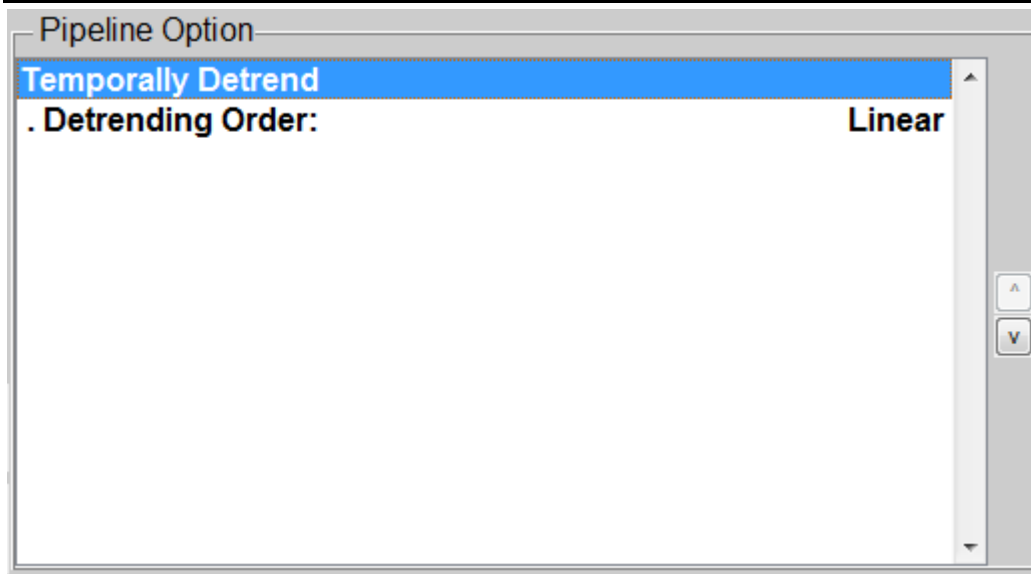 Pipeline Option
Temporally Detrend
. Detrending Order: Linear
^
v